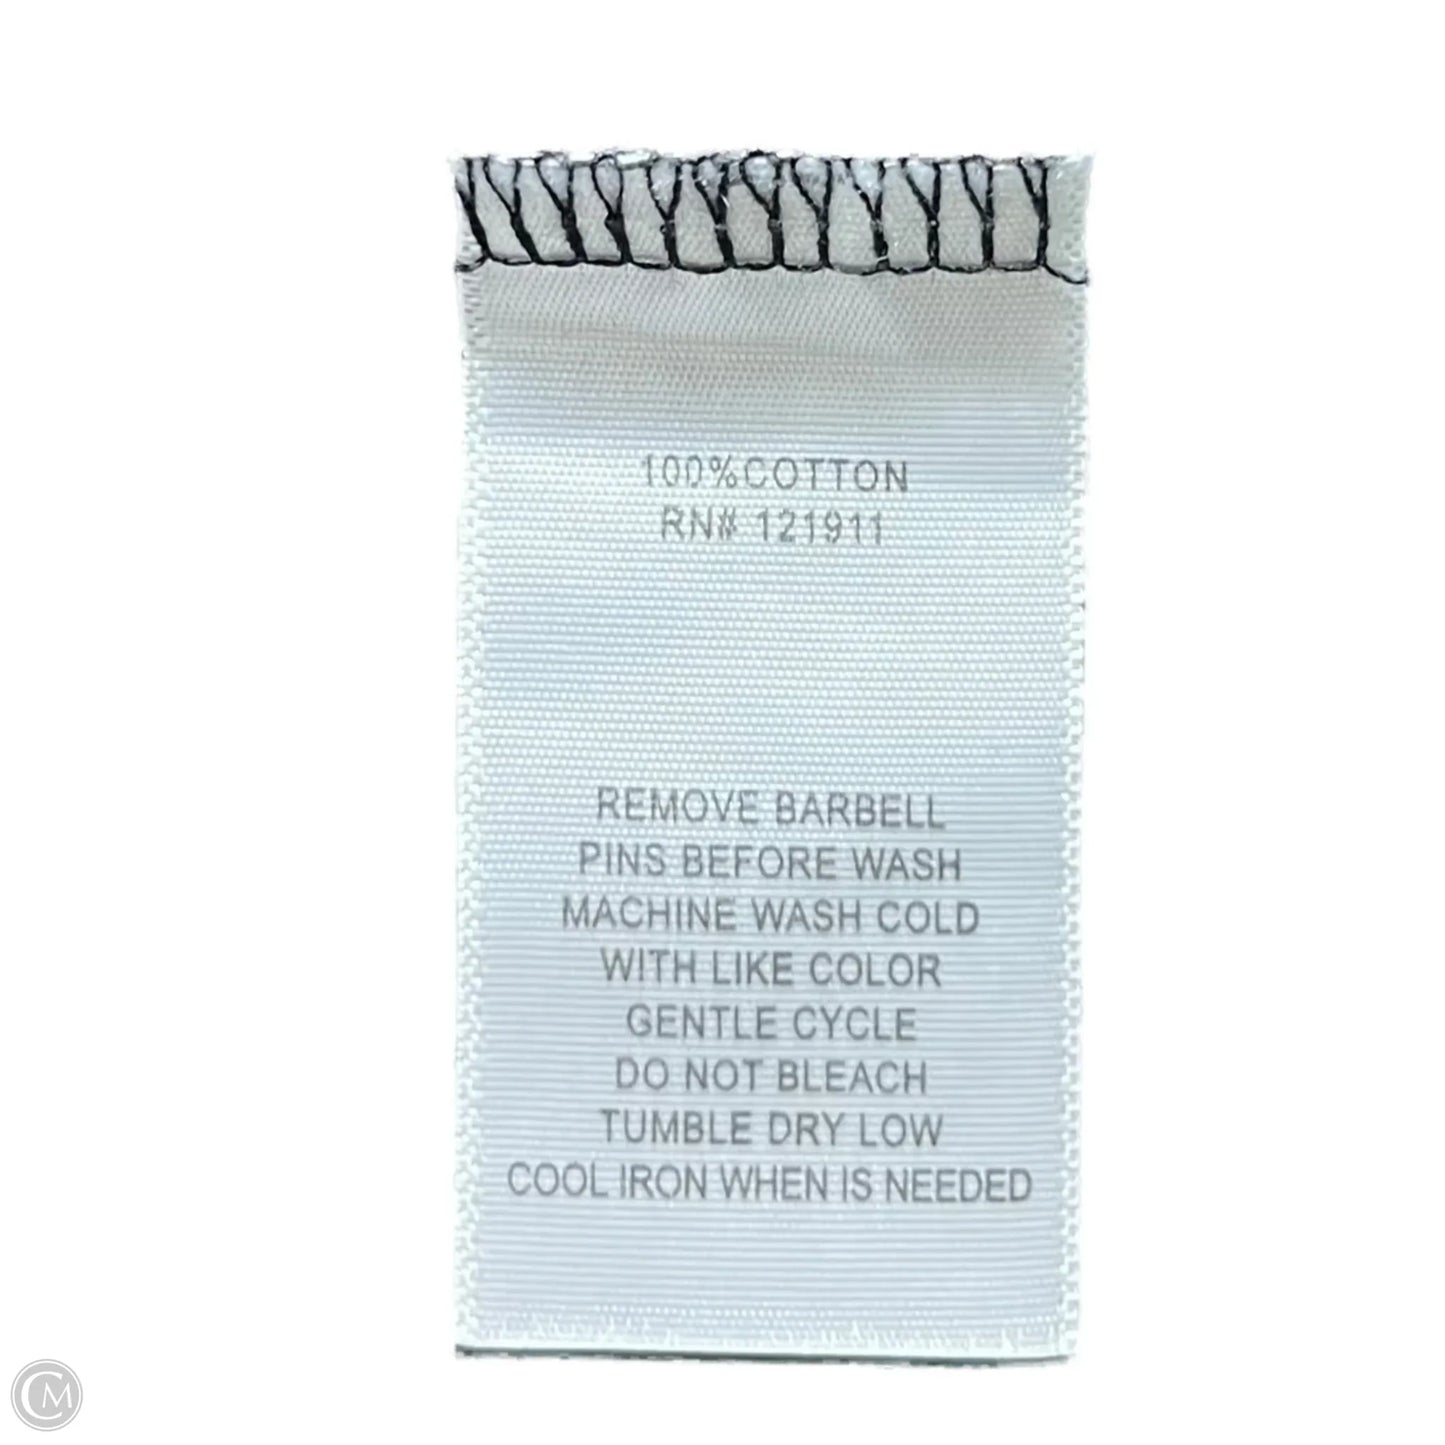 100%COTTON
RN# 121911
REMOVE BARBELL
PINS BEFORE WASH
MACHINE WASH COLD
WITH LIKE COLOR
GENTLE CYCLE
DO NOT BLEACH
TUMBLE DRY LOW
COOL IRON WHEN IS NEEDED
CM